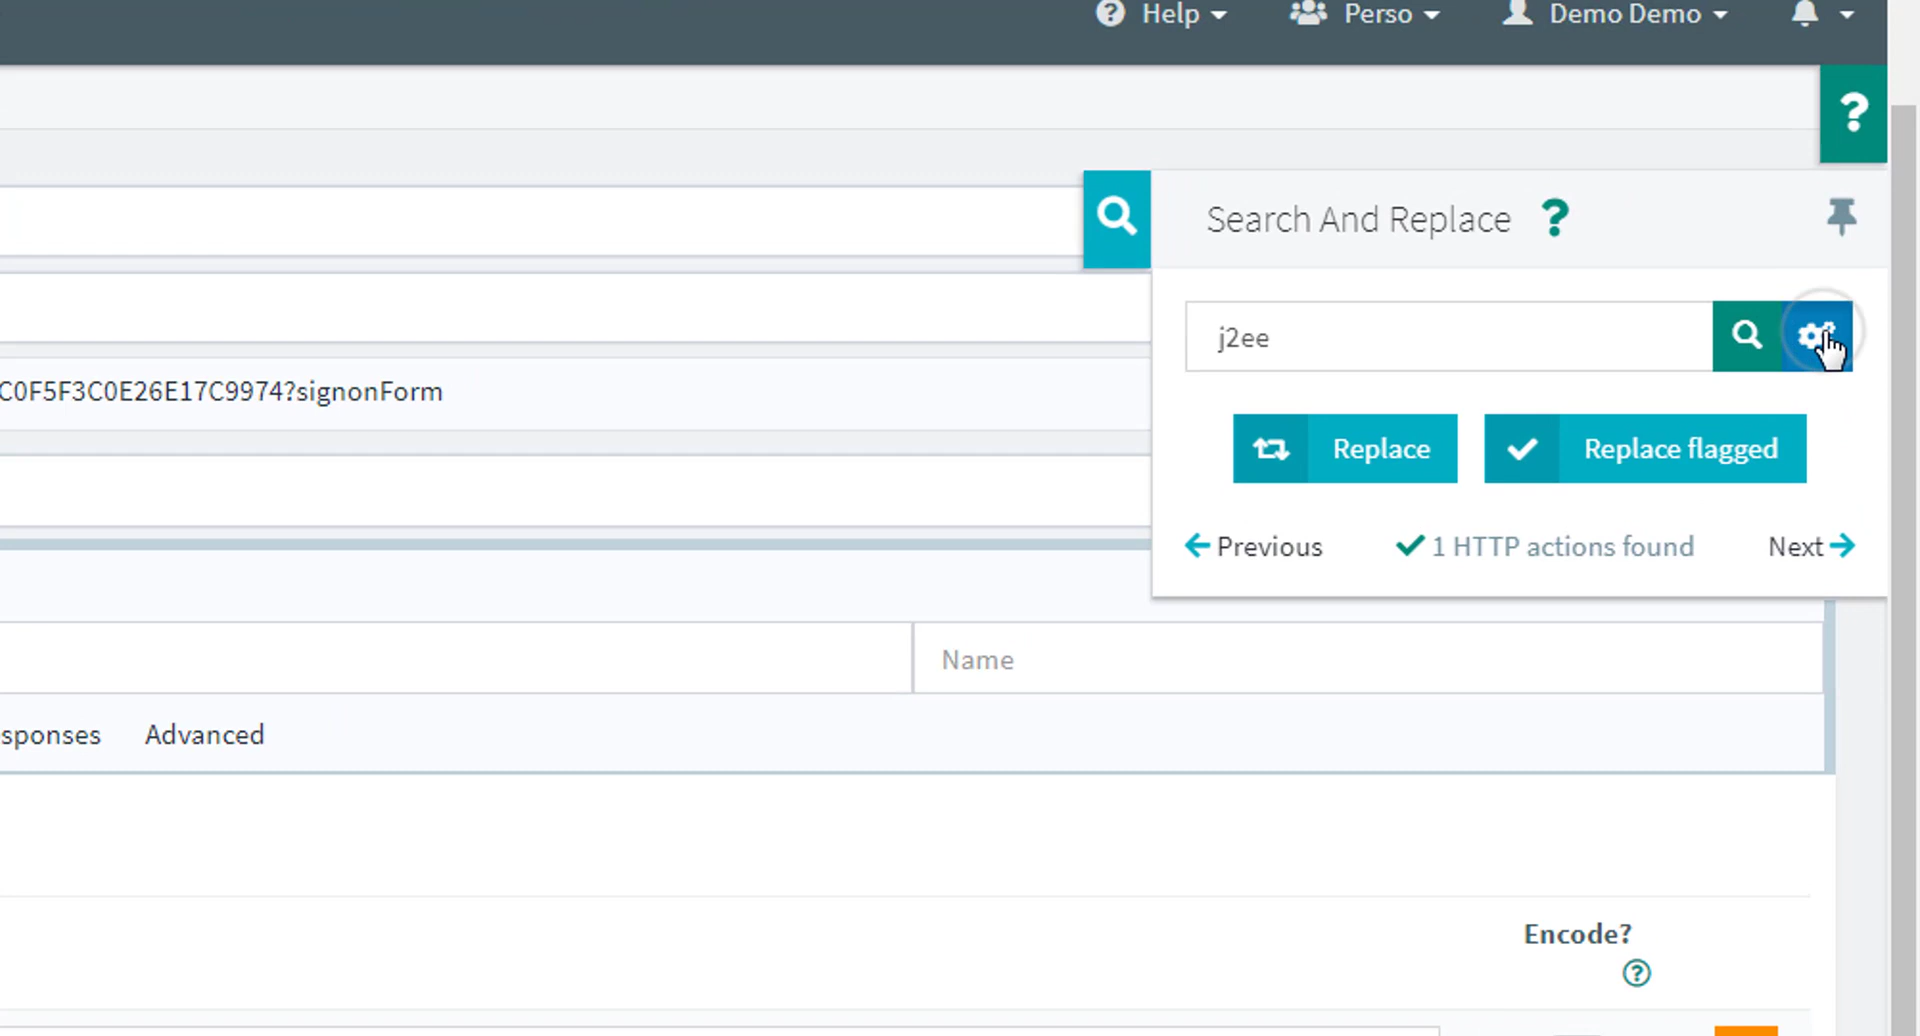 Help
Perso
Demo Demo
?
Search And Replace ?
j2ee
C0F5F3C0E26E17C9974?signonForm
Replace
Replace flagged
Previous
1 HTTP actions found
Next
Name
sponses
Advanced
Encode?
?